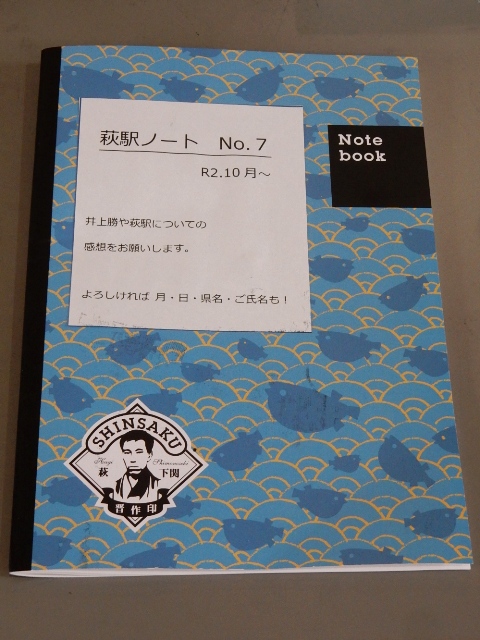 萩駅ノート No.7
R2.10月～
井上勝や萩駅についての
感想をお願いします。
よろしければ 月・日・県名・ご氏名も！
Note
book
SHINSAKU
Hagi
Shimonoseki
萩
下関
晋作印